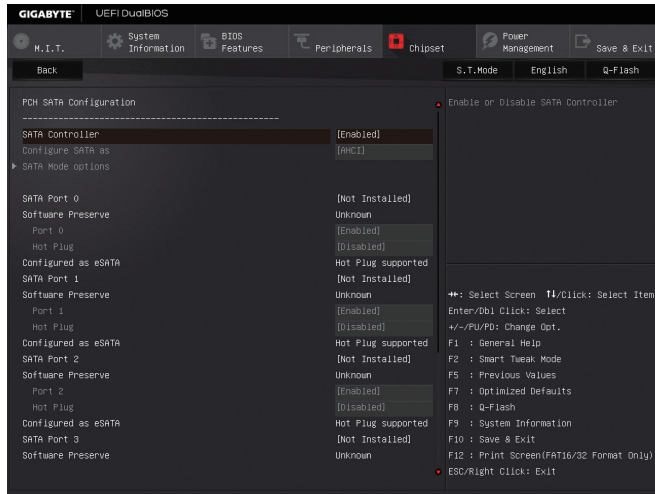 GIGABYTE™ UEFI DualBIOS
M.I.T. System Information BIOS Features Peripherals Chipset Power Management Save & Exit
Back S.T.Mode English Q-Flash
PCH SATA Configuration
Enable or Disable SATA Controller
SATA Controller [Enabled]
Configure SATA as [AHCI]
SATA Mode options
SATA Port 0 [Not Installed]
Software Preserve Unknown
Port 0 [Enabled]
Hot Plug [Disabled]
Configured as eSATA Hot Plug supported
SATA Port 1 [Not Installed]
Software Preserve Unknown
Port 1 [Enabled]
Hot Plug [Disabled]
Configured as eSATA Hot Plug supported
SATA Port 2 [Not Installed]
Software Preserve Unknown
Port 2 [Enabled]
Hot Plug [Disabled]
Configured as eSATA Hot Plug supported
SATA Port 3 [Not Installed]
Software Preserve Unknown
→←: Select Screen ↑↓/Click: Select Item
Enter/Dbl Click: Select
+/-/PU/PD: Change Opt.
F1 : General Help
F2 : Smart Tweak Mode
F5 : Previous Values
F7 : Optimized Defaults
F8 : Q-Flash
F9 : System Information
F10 : Save & Exit
F12 : Print Screen(FAT16/32 Format Only)
ESC/Right Click: Exit